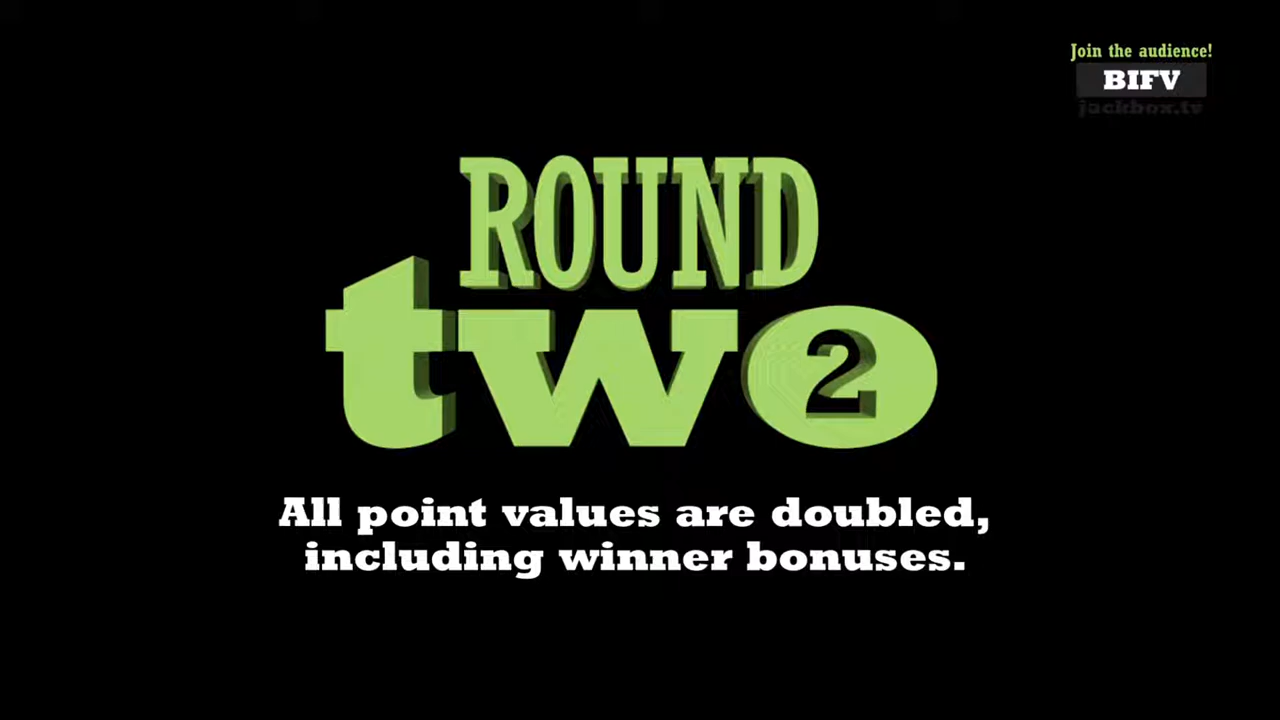 Join the audience!
BIFV
jackbox.tv
ROUND
two
2
All point values are doubled,
including winner bonuses.